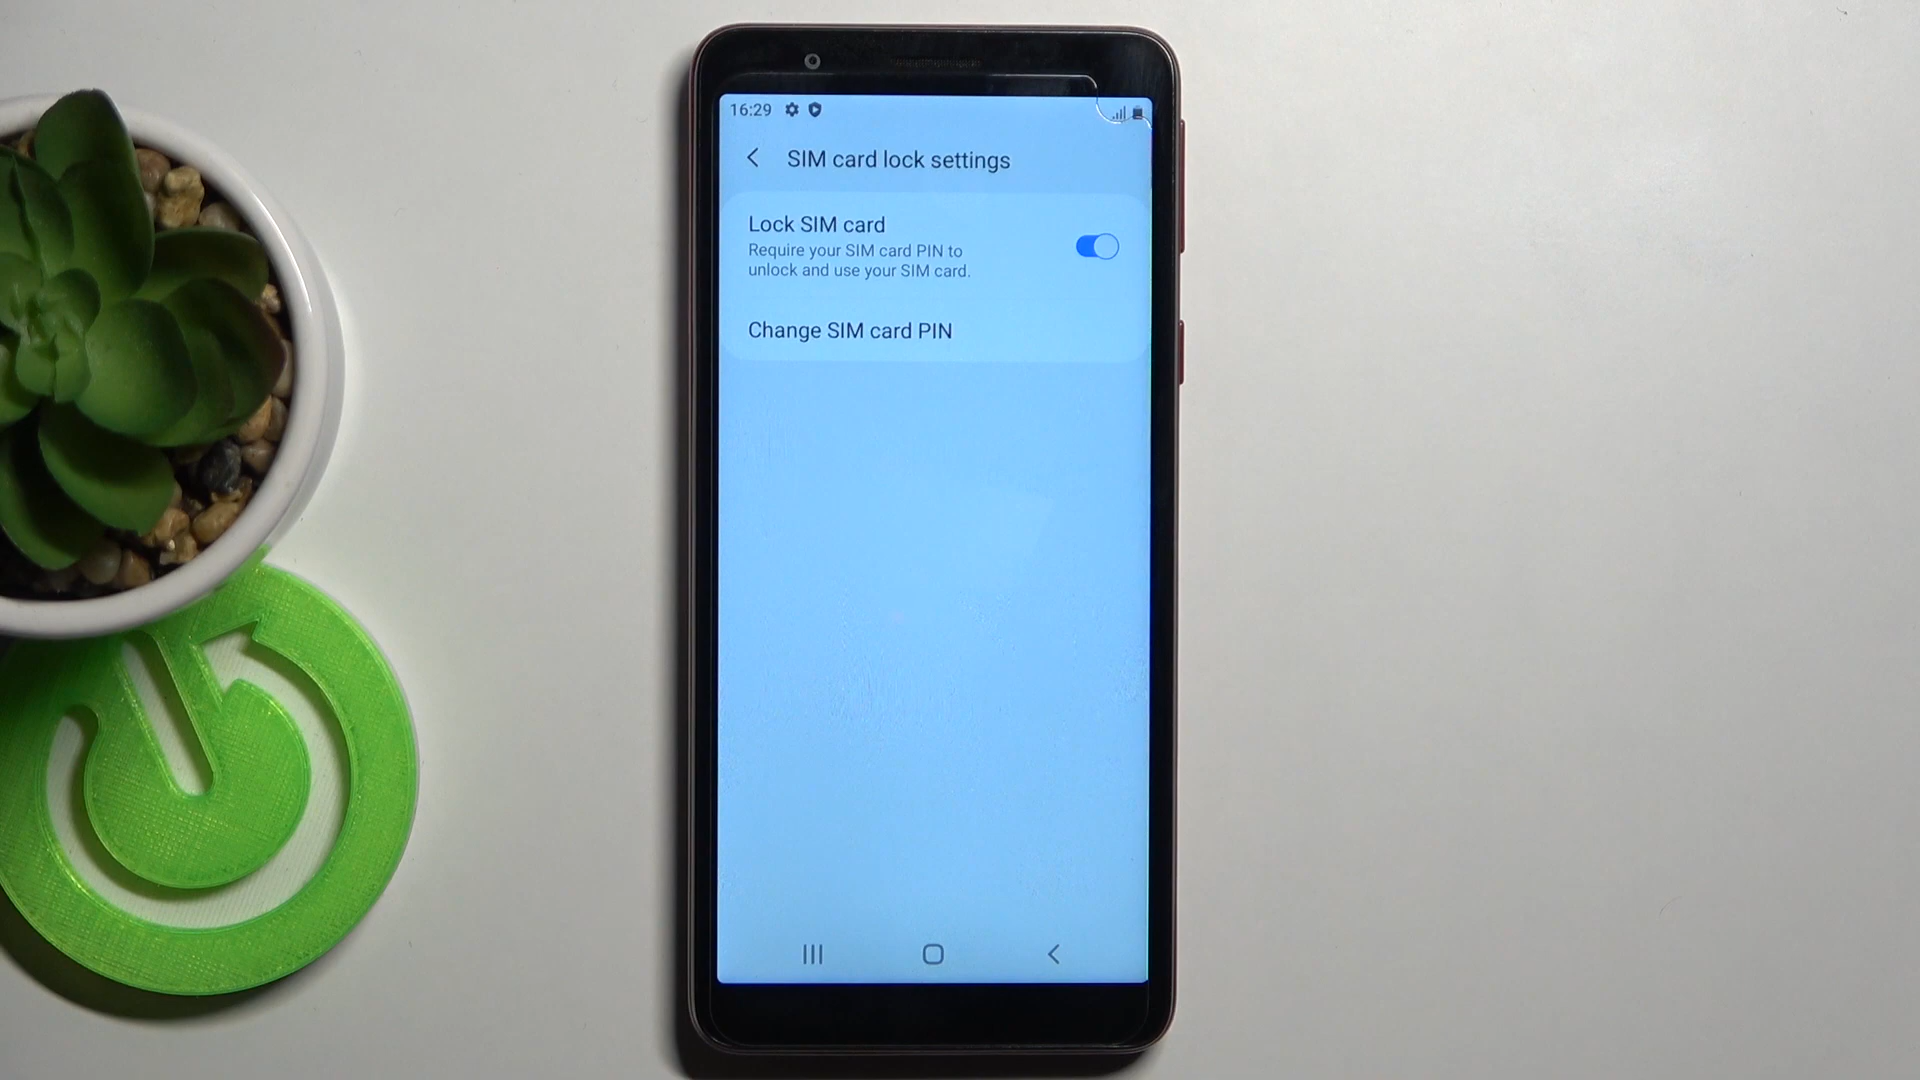 16:29
SIM card lock settings
Lock SIM card
Require your SIM card PIN to
unlock and use your SIM card.
Change SIM card PIN